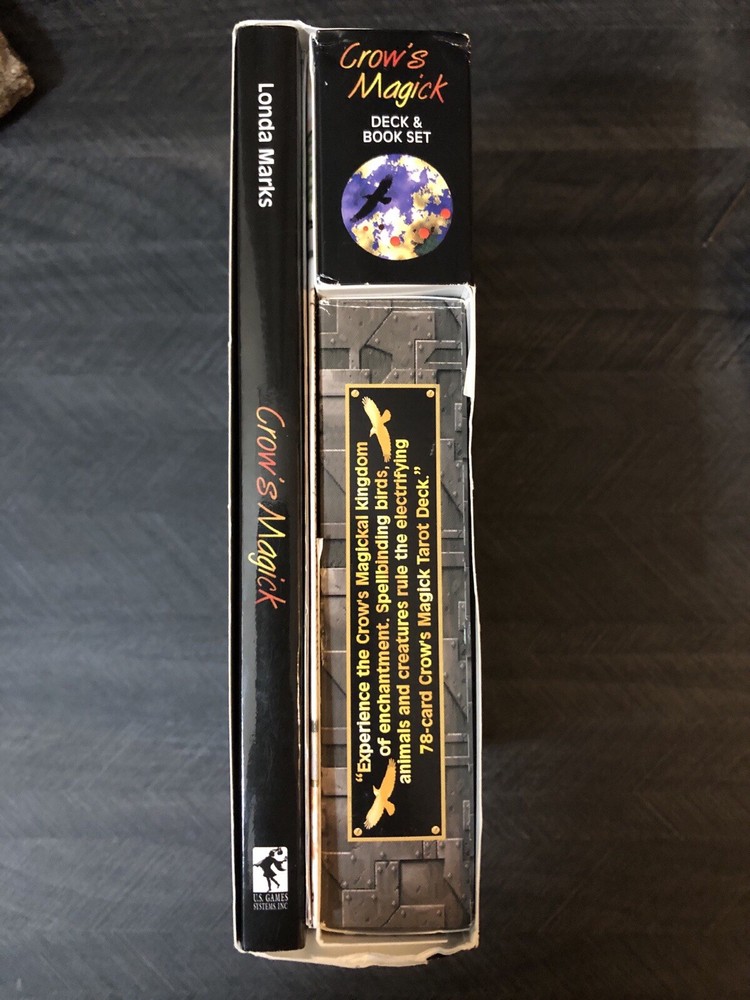 Londa Marks
Crow's Magick
U.S. GAMES
SYSTEMS, INC.
Crow's
Magick
DECK &
BOOK SET
"Experience the Crow's Magickal Kingdom
of enchantment. Spellbinding birds,
animals and creatures rule the electrifying
78-card Crow's Magick Tarot Deck."